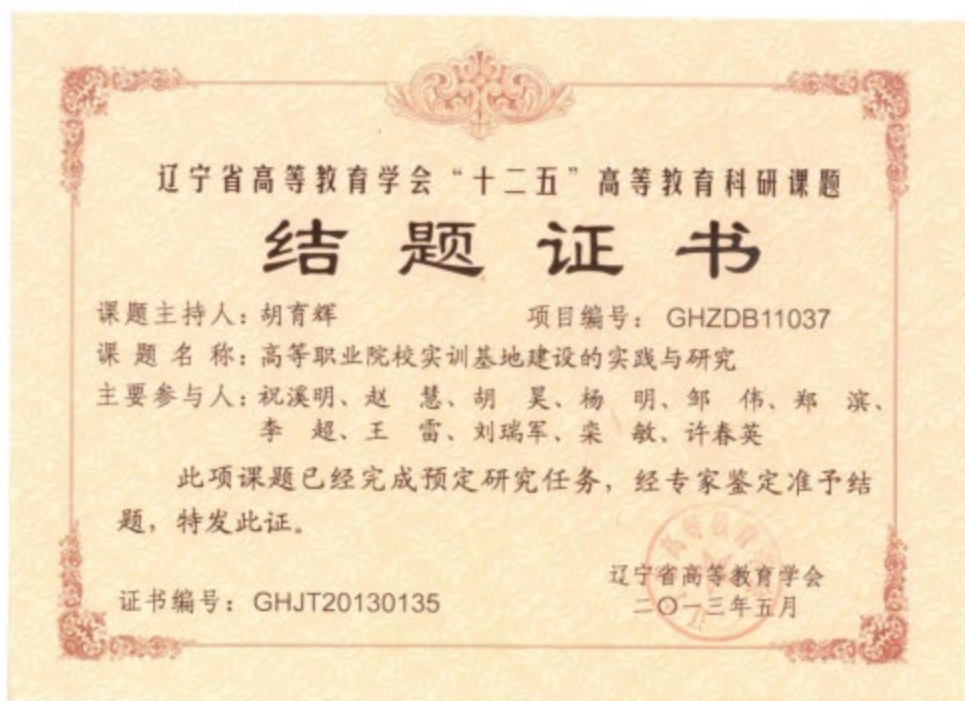 辽宁省高等教育学会“十二五”高等教育科研课题
结题证书
课题主持人：胡育辉 项目编号： GHZDB11037
课 题 名 称：高等职业院校实训基地建设的实践与研究
主要参与人：祝溪明、赵 慧、胡 昊、杨 明、邹 伟、郑 滨、
李 超、王 雷、刘瑞军、栾 敏、许春英
此项课题已经完成预定研究任务，经专家鉴定准予结
题，特发此证。
辽宁省高等教育学会
证书编号：GHJT20130135
二〇一三年五月